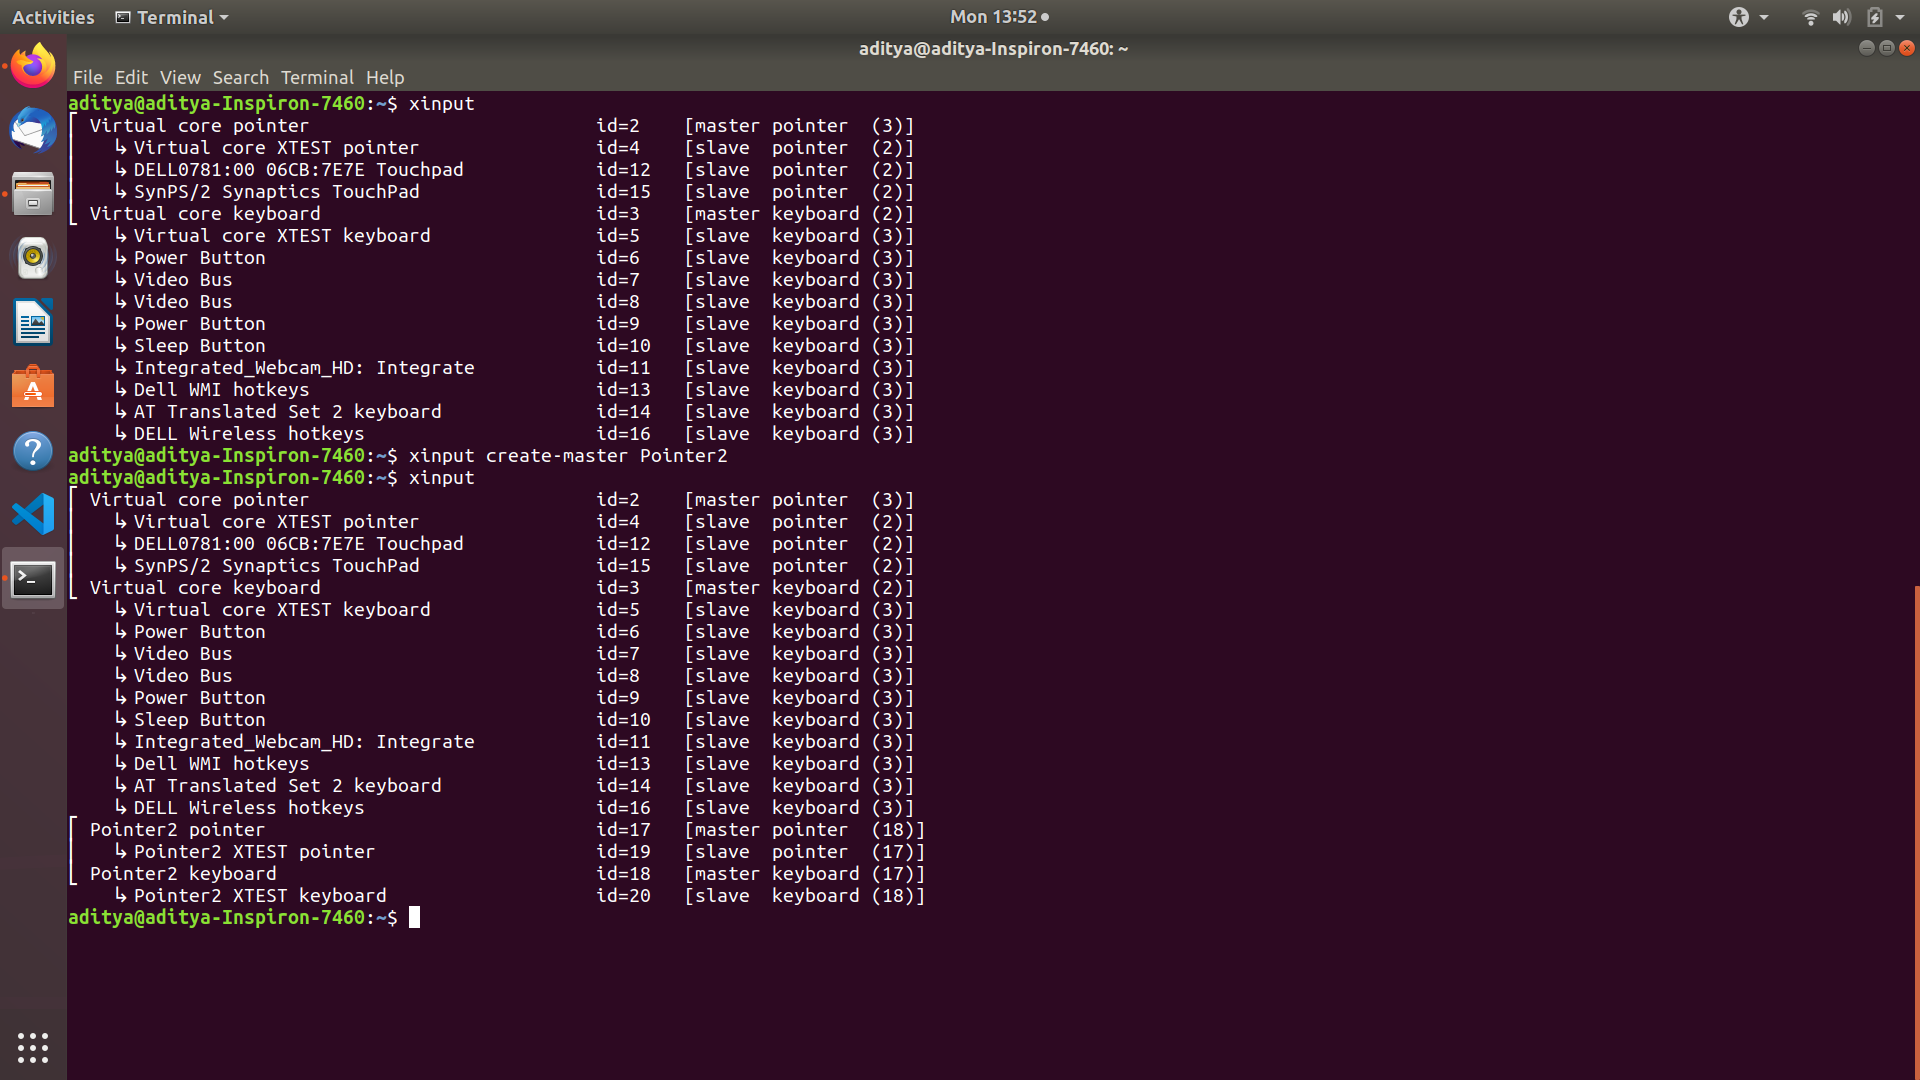 Activities Terminal Mon 13:52
aditya@aditya-Inspiron-7460: ~
File Edit View Search Terminal Help
aditya@aditya-Inspiron-7460:~$ xinput
⎡ Virtual core pointer id=2 [master pointer (3)]
⎜ ↳ Virtual core XTEST pointer id=4 [slave pointer (2)]
⎜ ↳ DELL0781:00 06CB:7E7E Touchpad id=12 [slave pointer (2)]
⎜ ↳ SynPS/2 Synaptics TouchPad id=15 [slave pointer (2)]
⎣ Virtual core keyboard id=3 [master keyboard (2)]
↳ Virtual core XTEST keyboard id=5 [slave keyboard (3)]
↳ Power Button id=6 [slave keyboard (3)]
↳ Video Bus id=7 [slave keyboard (3)]
↳ Video Bus id=8 [slave keyboard (3)]
↳ Power Button id=9 [slave keyboard (3)]
↳ Sleep Button id=10 [slave keyboard (3)]
↳ Integrated_Webcam_HD: Integrate id=11 [slave keyboard (3)]
↳ Dell WMI hotkeys id=13 [slave keyboard (3)]
↳ AT Translated Set 2 keyboard id=14 [slave keyboard (3)]
↳ DELL Wireless hotkeys id=16 [slave keyboard (3)]
aditya@aditya-Inspiron-7460:~$ xinput create-master Pointer2
aditya@aditya-Inspiron-7460:~$ xinput
⎡ Virtual core pointer id=2 [master pointer (3)]
⎜ ↳ Virtual core XTEST pointer id=4 [slave pointer (2)]
⎜ ↳ DELL0781:00 06CB:7E7E Touchpad id=12 [slave pointer (2)]
⎜ ↳ SynPS/2 Synaptics TouchPad id=15 [slave pointer (2)]
⎣ Virtual core keyboard id=3 [master keyboard (2)]
↳ Virtual core XTEST keyboard id=5 [slave keyboard (3)]
↳ Power Button id=6 [slave keyboard (3)]
↳ Video Bus id=7 [slave keyboard (3)]
↳ Video Bus id=8 [slave keyboard (3)]
↳ Power Button id=9 [slave keyboard (3)]
↳ Sleep Button id=10 [slave keyboard (3)]
↳ Integrated_Webcam_HD: Integrate id=11 [slave keyboard (3)]
↳ Dell WMI hotkeys id=13 [slave keyboard (3)]
↳ AT Translated Set 2 keyboard id=14 [slave keyboard (3)]
↳ DELL Wireless hotkeys id=16 [slave keyboard (3)]
⎡ Pointer2 pointer id=17 [master pointer (18)]
⎜ ↳ Pointer2 XTEST pointer id=19 [slave pointer (17)]
⎣ Pointer2 keyboard id=18 [master keyboard (17)]
↳ Pointer2 XTEST keyboard id=20 [slave keyboard (18)]
aditya@aditya-Inspiron-7460:~$